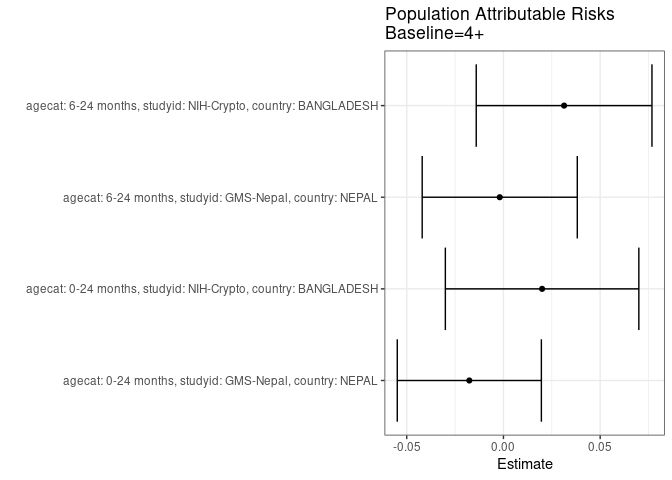 Population Attributable Risks
Baseline=4+
agecat: 6-24 months, studyid: NIH-Crypto, country: BANGLADESH
agecat: 6-24 months, studyid: GMS-Nepal, country: NEPAL
agecat: 0-24 months, studyid: NIH-Crypto, country: BANGLADESH
agecat: 0-24 months, studyid: GMS-Nepal, country: NEPAL
-0.05 0.00 0.05
Estimate